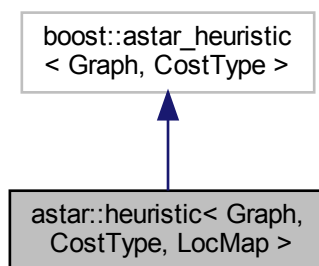 boost::astar_heuristic
< Graph, CostType >
astar::heuristic< Graph,
CostType, LocMap >